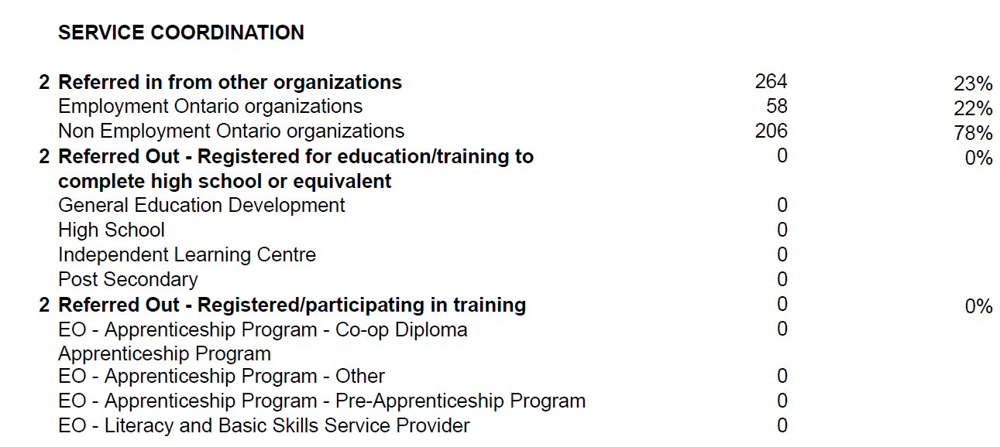 SERVICE COORDINATION
2 Referred in from other organizations 264 23%
Employment Ontario organizations 58 22%
Non Employment Ontario organizations 206 78%
2 Referred Out - Registered for education/training to 0 0%
complete high school or equivalent
General Education Development 0
High School 0
Independent Learning Centre 0
Post Secondary 0
2 Referred Out - Registered/participating in training 0 0%
EO - Apprenticeship Program - Co-op Diploma 0
Apprenticeship Program
EO - Apprenticeship Program - Other 0
EO - Apprenticeship Program - Pre-Apprenticeship Program 0
EO - Literacy and Basic Skills Service Provider 0